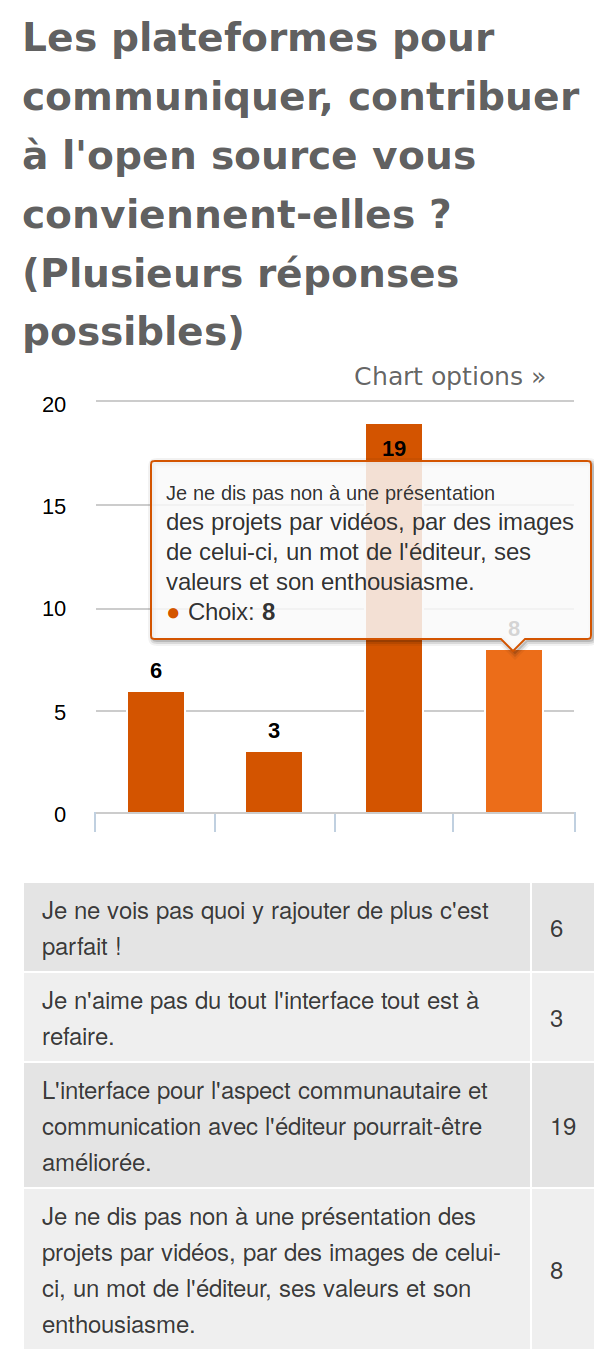 Les plateformes pour
communiquer, contribuer
à l'open source vous
conviennent-elles ?
(Plusieurs réponses
possibles)
Chart options »
20
15
10
5
0
19
Je ne dis pas non à une présentation
des projets par vidéos, par des images
de celui-ci, un mot de l'éditeur, ses
valeurs et son enthousiasme.
● Choix: 8
8
6
3
Je ne vois pas quoi y rajouter de plus c'est
parfait !
6
Je n'aime pas du tout l'interface tout est à
refaire.
3
L'interface pour l'aspect communautaire et
communication avec l'éditeur pourrait-être
améliorée.
19
Je ne dis pas non à une présentation des
projets par vidéos, par des images de celui-
ci, un mot de l'éditeur, ses valeurs et son
enthousiasme.
8